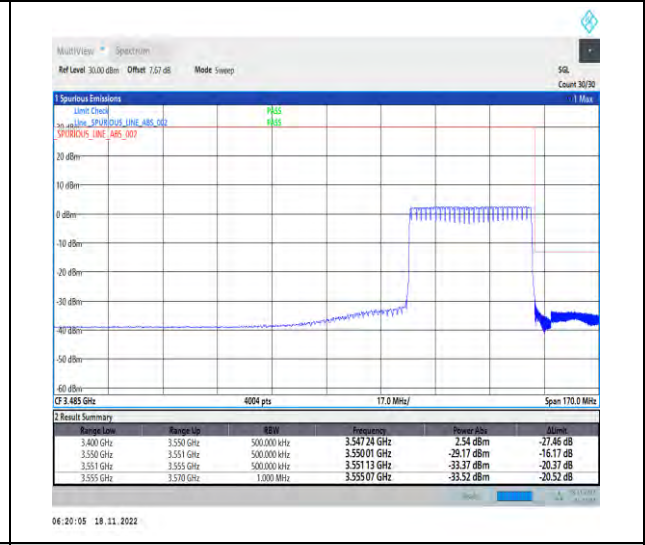 MultiView Spectrum
Ref Level 30.00 dBm Offset 7.67 dB Mode Sweep SGL
Count 30/30
1 Spurious Emissions 1 Max
Limit Check PASS
Line _SPURIOUS_LINE_ABS_002 PASS
_SPURIOUS_LINE_ABS_002
20 dBm
10 dBm
0 dBm
-10 dBm
-20 dBm
-30 dBm
-40 dBm
-50 dBm
-60 dBm
CF 3.485 GHz 4004 pts 17.0 MHz/ Span 170.0 MHz
2 Result Summary
Range Low Range Up RBW Frequency Power Abs ΔLimit
3.400 GHz 3.550 GHz 500.000 kHz 3.547 24 GHz 2.54 dBm -27.46 dB
3.550 GHz 3.551 GHz 500.000 kHz 3.550 01 GHz -29.17 dBm -16.17 dB
3.551 GHz 3.555 GHz 500.000 kHz 3.551 13 GHz -33.37 dBm -20.37 dB
3.555 GHz 3.570 GHz 1.000 MHz 3.555 07 GHz -33.52 dBm -20.52 dB
06:20:05 18.11.2022